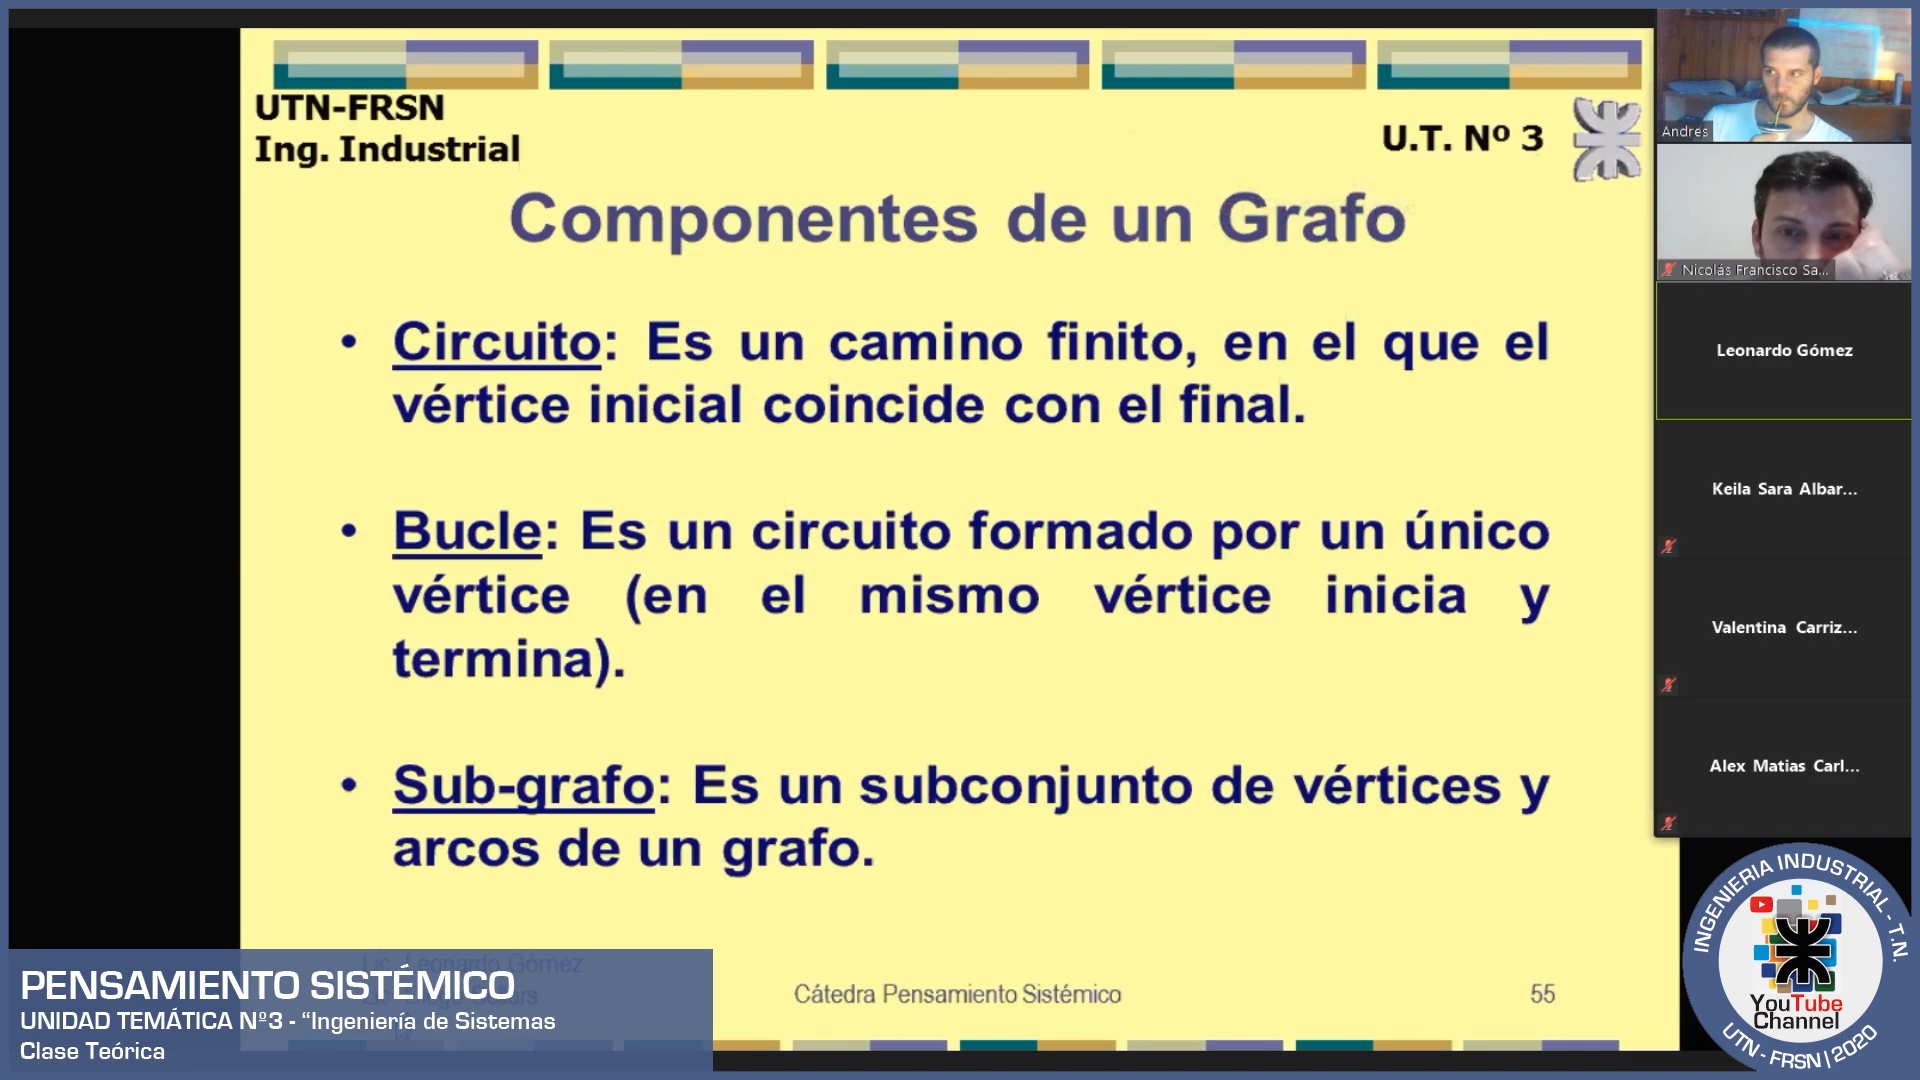 UTN-FRSN
Ing. Industrial
U.T. Nº 3
Componentes de un Grafo
• Circuito: Es un camino finito, en el que el
vértice inicial coincide con el final.
• Bucle: Es un circuito formado por un único
vértice (en el mismo vértice inicia y
termina).
• Sub-grafo: Es un subconjunto de vértices y
arcos de un grafo.
Lic. Leonardo Gómez
Cátedra Pensamiento Sistémico
55
PENSAMIENTO SISTÉMICO
UNIDAD TEMÁTICA Nº3 - “Ingeniería de Sistemas
Clase Teórica
Andres
Nicolás Francisco Sa...
Leonardo Gómez
Keila Sara Albar...
Valentina Carriz...
Alex Matias Carl...
INGENIERIA INDUSTRIAL - T.N.
YouTube
Channel
UTN - FRSN | 2020